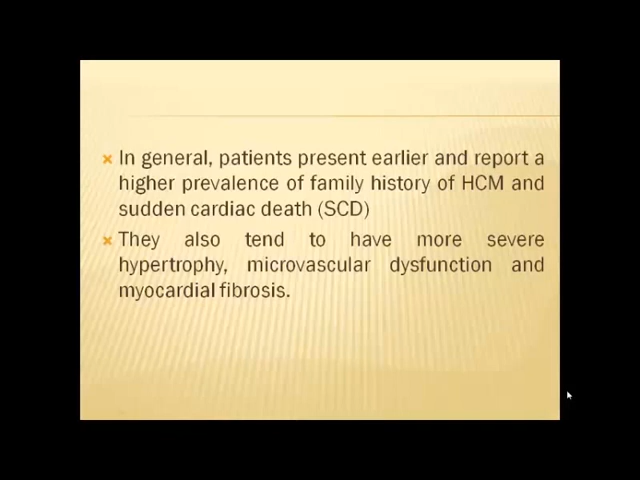 In general, patients present earlier and report a
higher prevalence of family history of HCM and
sudden cardiac death (SCD)
They also tend to have more severe
hypertrophy, microvascular dysfunction and
myocardial fibrosis.